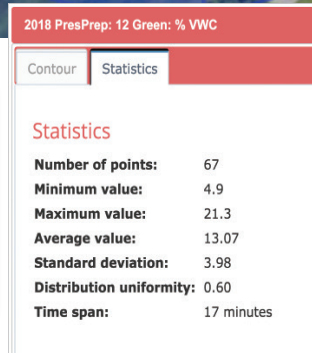 2018 PresPrep: 12 Green: % VWC
Contour Statistics
Statistics
Number of points: 67
Minimum value: 4.9
Maximum value: 21.3
Average value: 13.07
Standard deviation: 3.98
Distribution uniformity: 0.60
Time span: 17 minutes